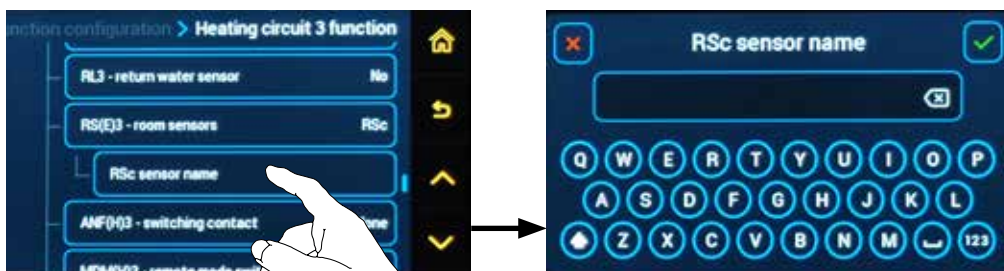 nction configuration > Heating circuit 3 function
RL3 - return water sensor No
RS(E)3 - room sensors RSc
RSc sensor name
ANF(H)3 - switching contact
RSc sensor name
Q W E R T Y U I O P
A S D F G H J K L
Z X C V B N M 123